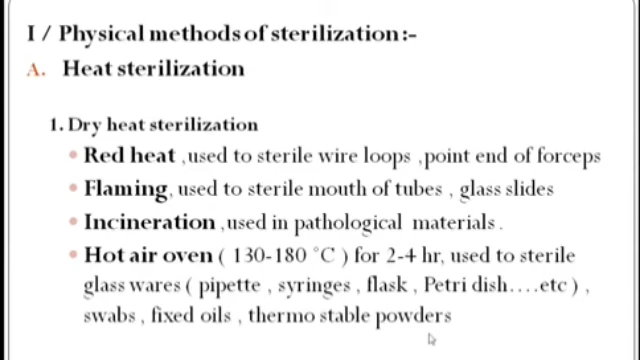 I / Physical methods of sterilization :-
A. Heat sterilization
1. Dry heat sterilization
• Red heat ,used to sterile wire loops ,point end of forceps
• Flaming, used to sterile mouth of tubes , glass slides
• Incineration ,used in pathological materials .
• Hot air oven ( 130-180 °C ) for 2-4 hr, used to sterile
glass wares ( pipette , syringes , flask , Petri dish….etc ) ,
swabs , fixed oils , thermo stable powders